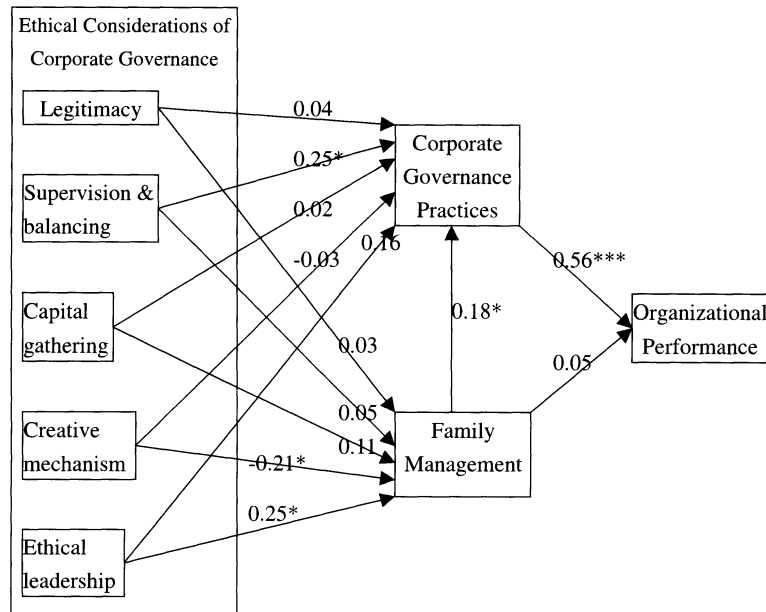 Ethical Considerations of
Corporate Governance
Legitimacy
Supervision &
balancing
Capital
gathering
Creative
mechanism
Ethical
leadership
0.04
0.25*
0.02
-0.03
0.16
0.03
0.05
0.11
-0.21*
0.25*
Corporate
Governance
Practices
0.18*
Family
Management
0.56***
0.05
Organizational
Performance